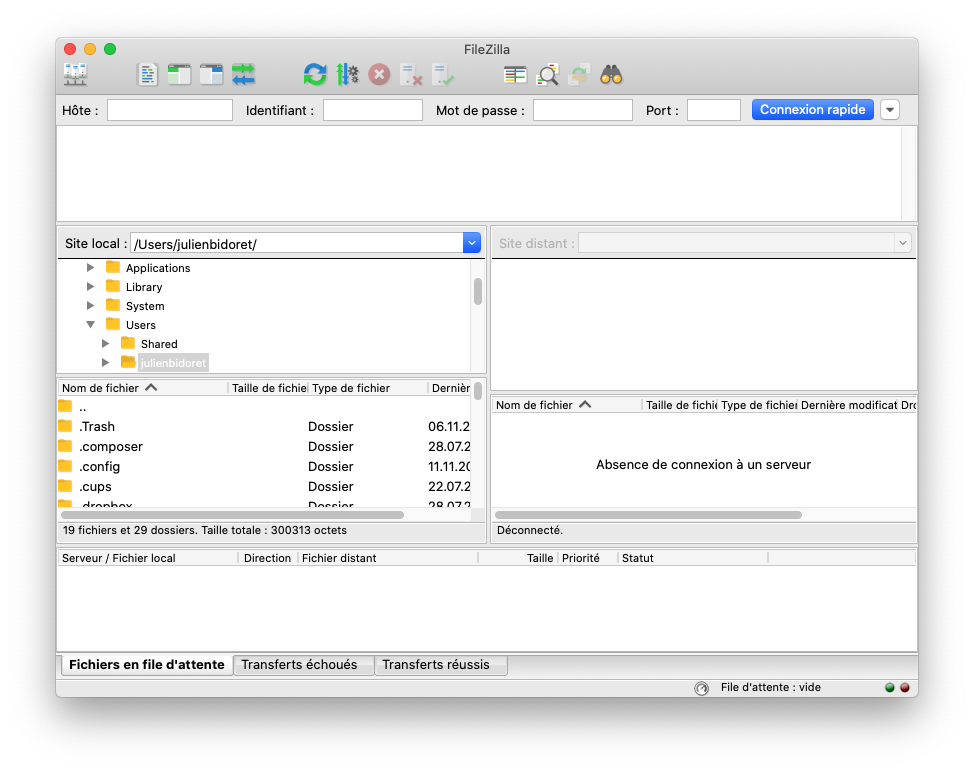 FileZilla
Hôte : Identifiant : Mot de passe : Port : Connexion rapide
Site local : /Users/julienbidoret/
Applications
Library
System
Users
Shared
julienbidoret
Nom de fichier Taille de fichie Type de fichier Dernièr
..
.Trash Dossier 06.11.2
.composer Dossier 28.07.2
.config Dossier 11.11.20
.cups Dossier 22.07.2
.dropbox Dossier 28.07.2
19 fichiers et 29 dossiers. Taille totale : 300313 octets
Site distant :
Nom de fichier Taille de fichi Type de fichier Dernière modificat Dro
Absence de connexion à un serveur
Déconnecté.
Serveur / Fichier local Direction Fichier distant Taille Priorité Statut
Fichiers en file d'attente Transferts échoués Transferts réussis
File d'attente : vide